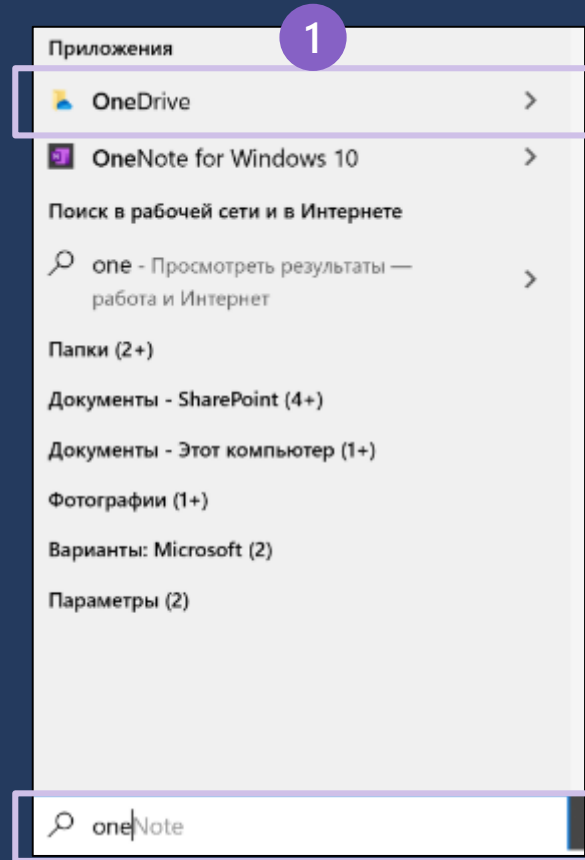 1
Приложения
OneDrive
OneNote for Windows 10
Поиск в рабочей сети и в Интернете
one - Просмотреть результаты —
работа и Интернет
Папки (2+)
Документы - SharePoint (4+)
Документы - Этот компьютер (1+)
Фотографии (1+)
Варианты: Microsoft (2)
Параметры (2)
oneNote